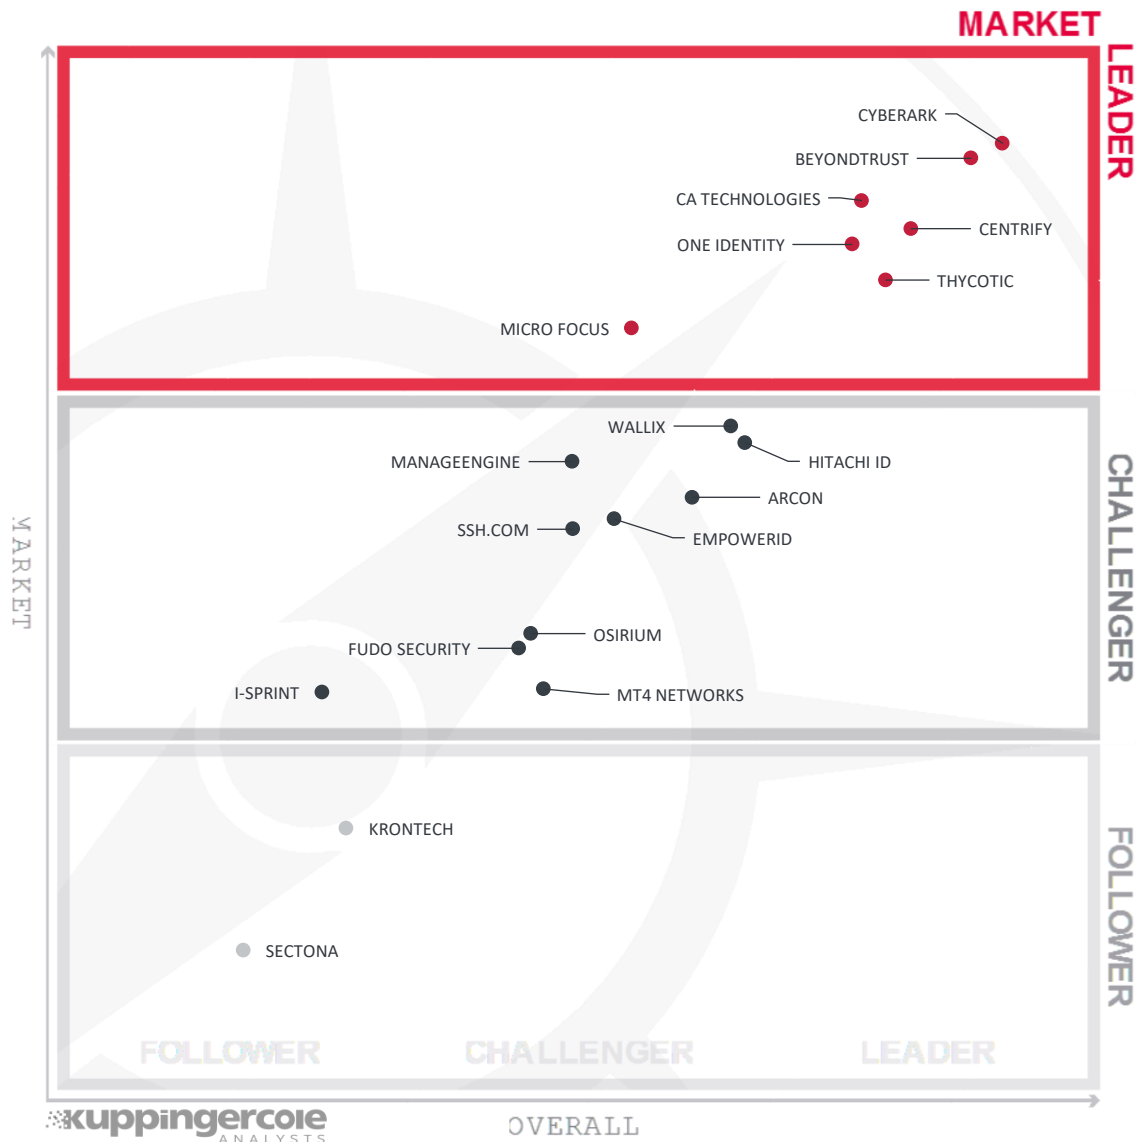 MARKET
LEADER
CYBERARK
BEYONDTRUST
CA TECHNOLOGIES
CENTRIFY
ONE IDENTITY
THYCOTIC
MICRO FOCUS
WALLIX
MANAGEENGINE
HITACHI ID
ARCON
SSH.COM
EMPOWERID
CHALLENGER
MARKET
OSIRIUM
FUDO SECURITY
I-SPRINT
MT4 NETWORKS
KRONTECH
FOLLOWER
SECTONA
FOLLOWER CHALLENGER LEADER
kuppingercole
ANALYSTS
OVERALL